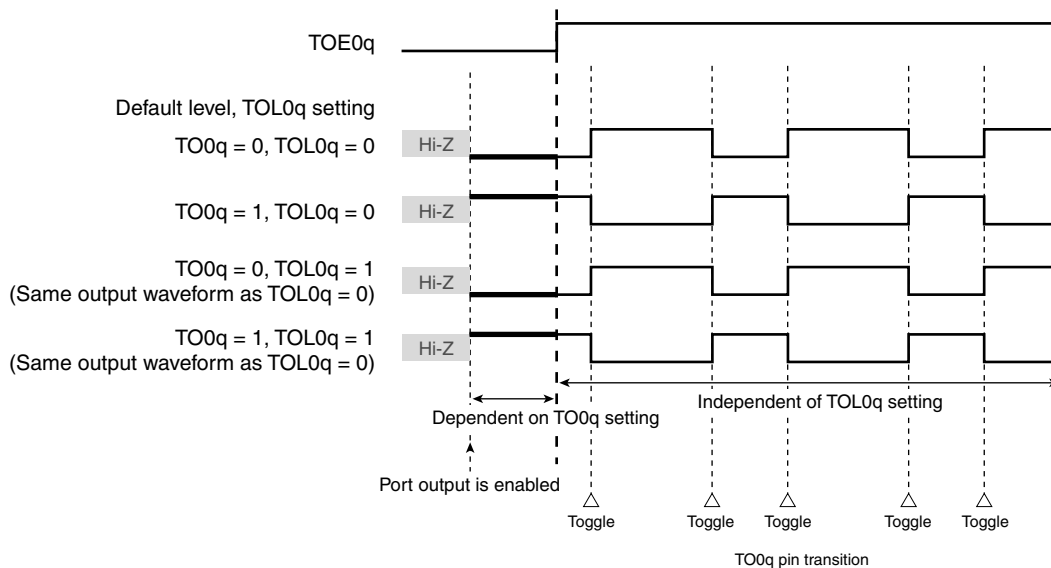 TOE0q
Default level, TOL0q setting
TO0q = 0, TOL0q = 0
Hi-Z
TO0q = 1, TOL0q = 0
Hi-Z
TO0q = 0, TOL0q = 1
(Same output waveform as TOL0q = 0)
Hi-Z
TO0q = 1, TOL0q = 1
(Same output waveform as TOL0q = 0)
Hi-Z
Dependent on TO0q setting
Independent of TOL0q setting
Port output is enabled
Toggle
Toggle
Toggle
Toggle
Toggle
TO0q pin transition